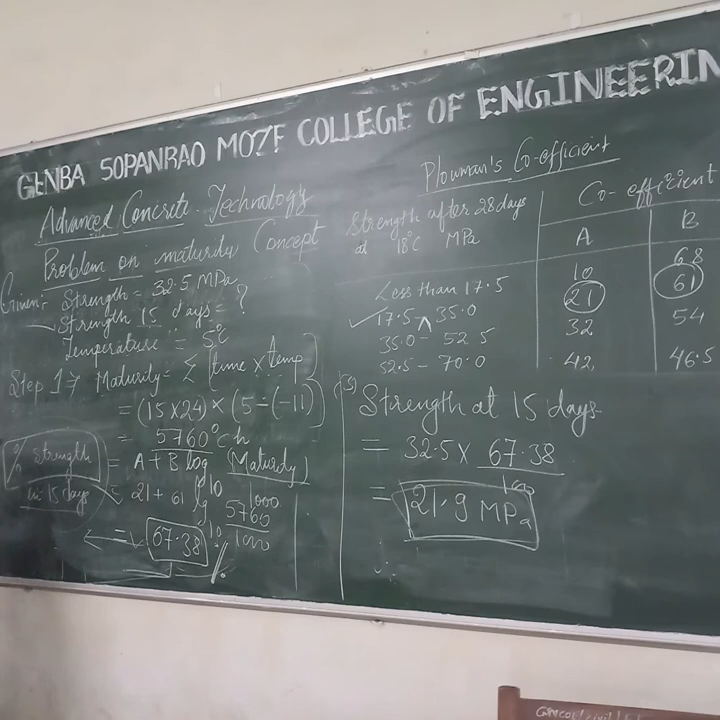 GENBA SOPANRAO MOZE COLLEGE OF ENGINEERIN
Advanced Concrete Technology
Problem on maturity Concept
Given:- Strength = 32.5 MPa
Strength 15 days = ?
Temperature = 5°C
Step 1 → Maturity = Σ (time × temp)
= (15×24) × (5-(-11))
= 5760°Ch
% Strength in 15 days
= A+B log (Maturity)
1000
= 21+61 log 10 5760
1000
= 67.38 %
Plowman's Co-efficient
Strength after 28 days
at 18°C MPa
Co-efficient
A B
Less than 17.5 10 68
17.5 - 35.0 21 61
35.0 - 52.5 32 54
52.5 - 70.0 42 46.5
Strength at 15 days
= 32.5 × 67.38
100
= 21.9 MPa
∴